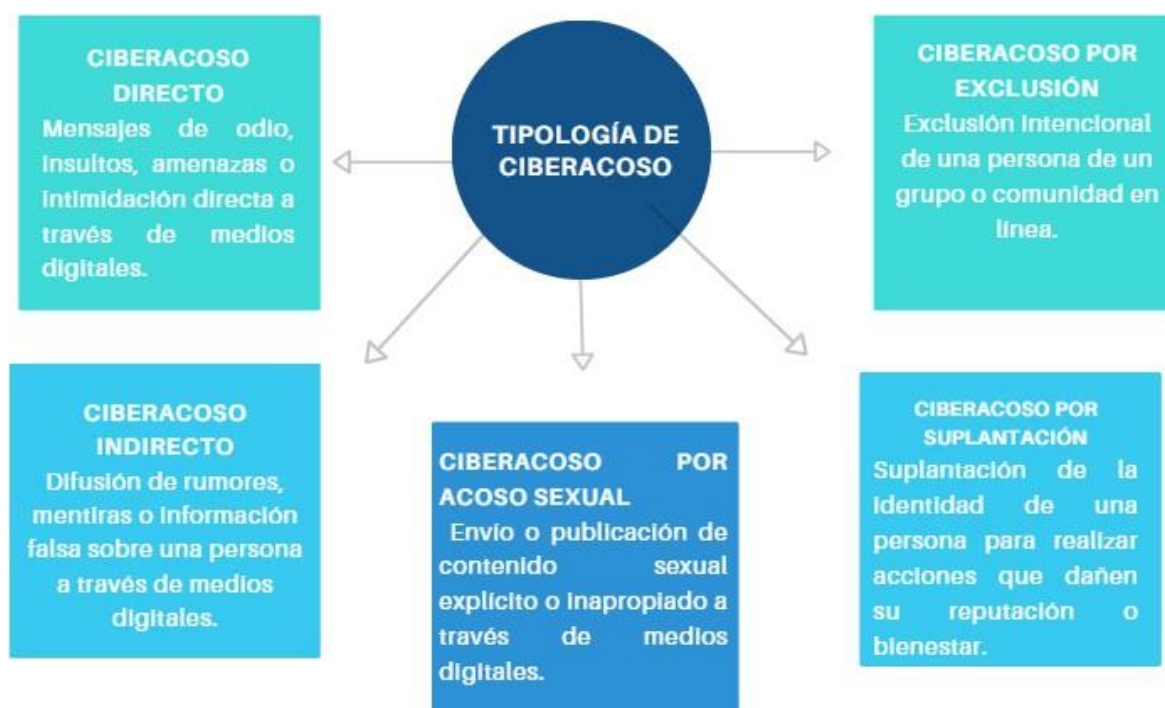 TIPOLOGÍA DE
CIBERACOSO
CIBERACOSO
DIRECTO
Mensajes de odio,
insultos, amenazas o
intimidación directa a
través de medios
digitales.
CIBERACOSO POR
EXCLUSIÓN
Exclusión intencional
de una persona de un
grupo o comunidad en
línea.
CIBERACOSO
INDIRECTO
Difusión de rumores,
mentiras o información
falsa sobre una persona
a través de medios
digitales.
CIBERACOSO POR
ACOSO SEXUAL
Envío o publicación de
contenido sexual
explícito o inapropiado a
través de medios
digitales.
CIBERACOSO POR
SUPLANTACIÓN
Suplantación de la
identidad de una
persona para realizar
acciones que dañen
su reputación o
bienestar.